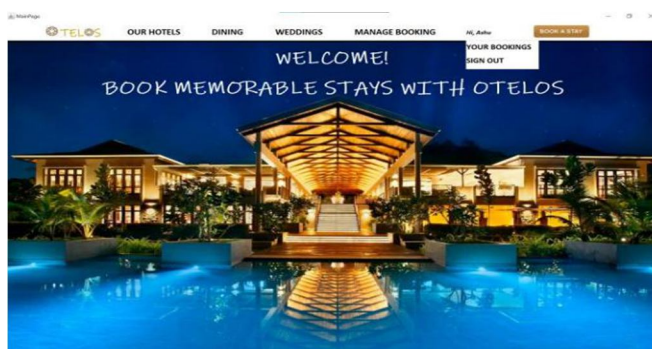 MainPage
OTELOS
OUR HOTELS
DINING
WEDDINGS
MANAGE BOOKING
Hi, Ashu
BOOK A STAY
YOUR BOOKINGS
SIGN OUT
WELCOME!
BOOK MEMORABLE STAYS WITH OTELOS